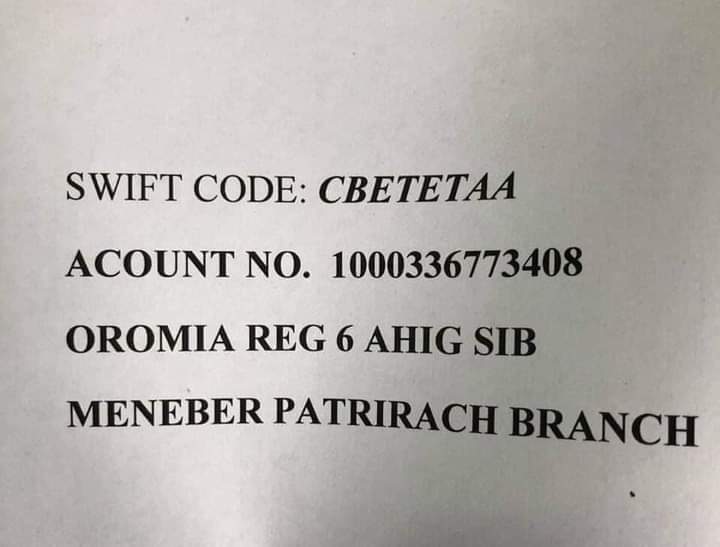 SWIFT CODE: CBETETAA
ACOUNT NO. 1000336773408
OROMIA REG 6 AHIG SIB
MENEBER PATRIRACH BRANCH